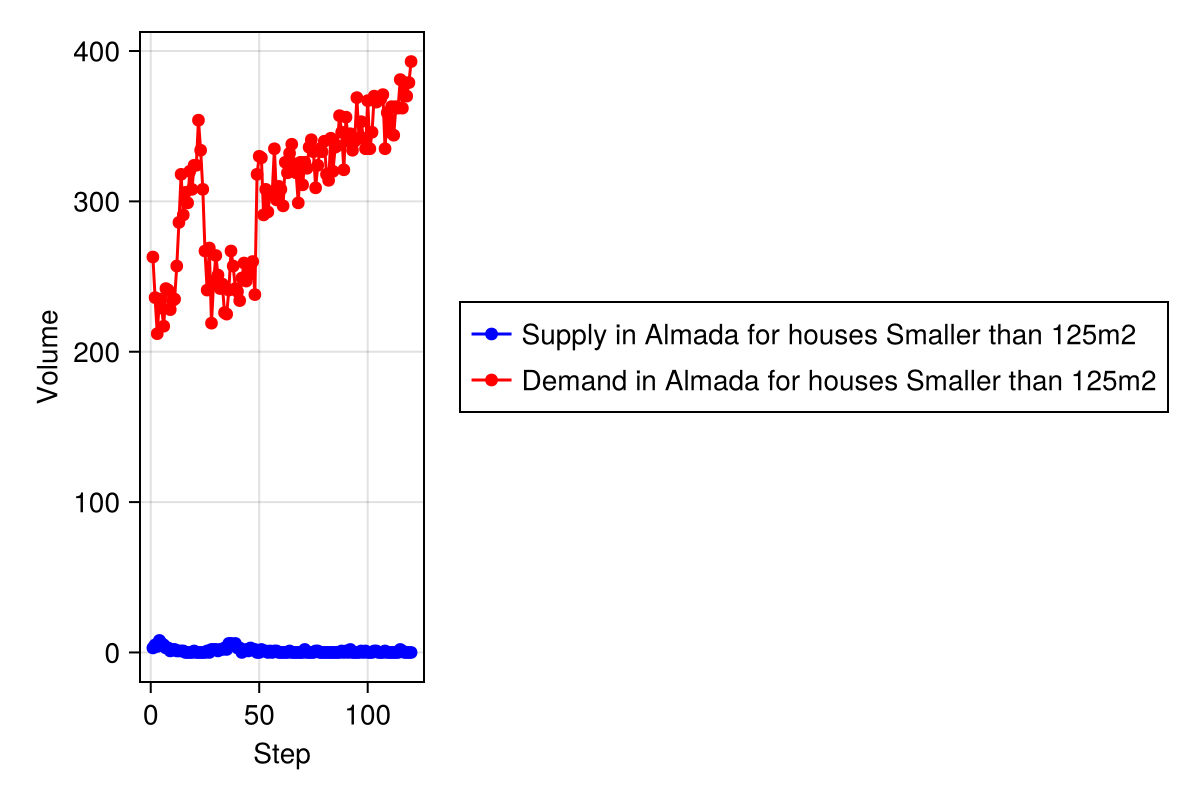 400
300
200
100
0
Volume
0 50 100
Step
Supply in Almada for houses Smaller than 125m2
Demand in Almada for houses Smaller than 125m2